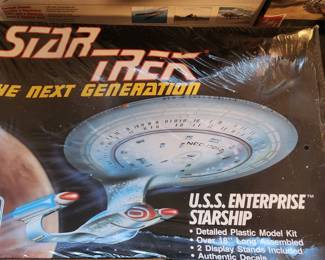 STAR TREK
THE NEXT GENERATION
U.S.S. ENTERPRISE™
STARSHIP
• Detailed Plastic Model Kit
• Over 18" Long Assembled
• 2 Display Stands Included
• Authentic Decals